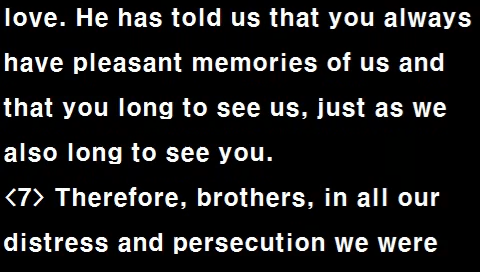 love. He has told us that you always
have pleasant memories of us and
that you long to see us, just as we
also long to see you.
<7> Therefore, brothers, in all our
distress and persecution we were